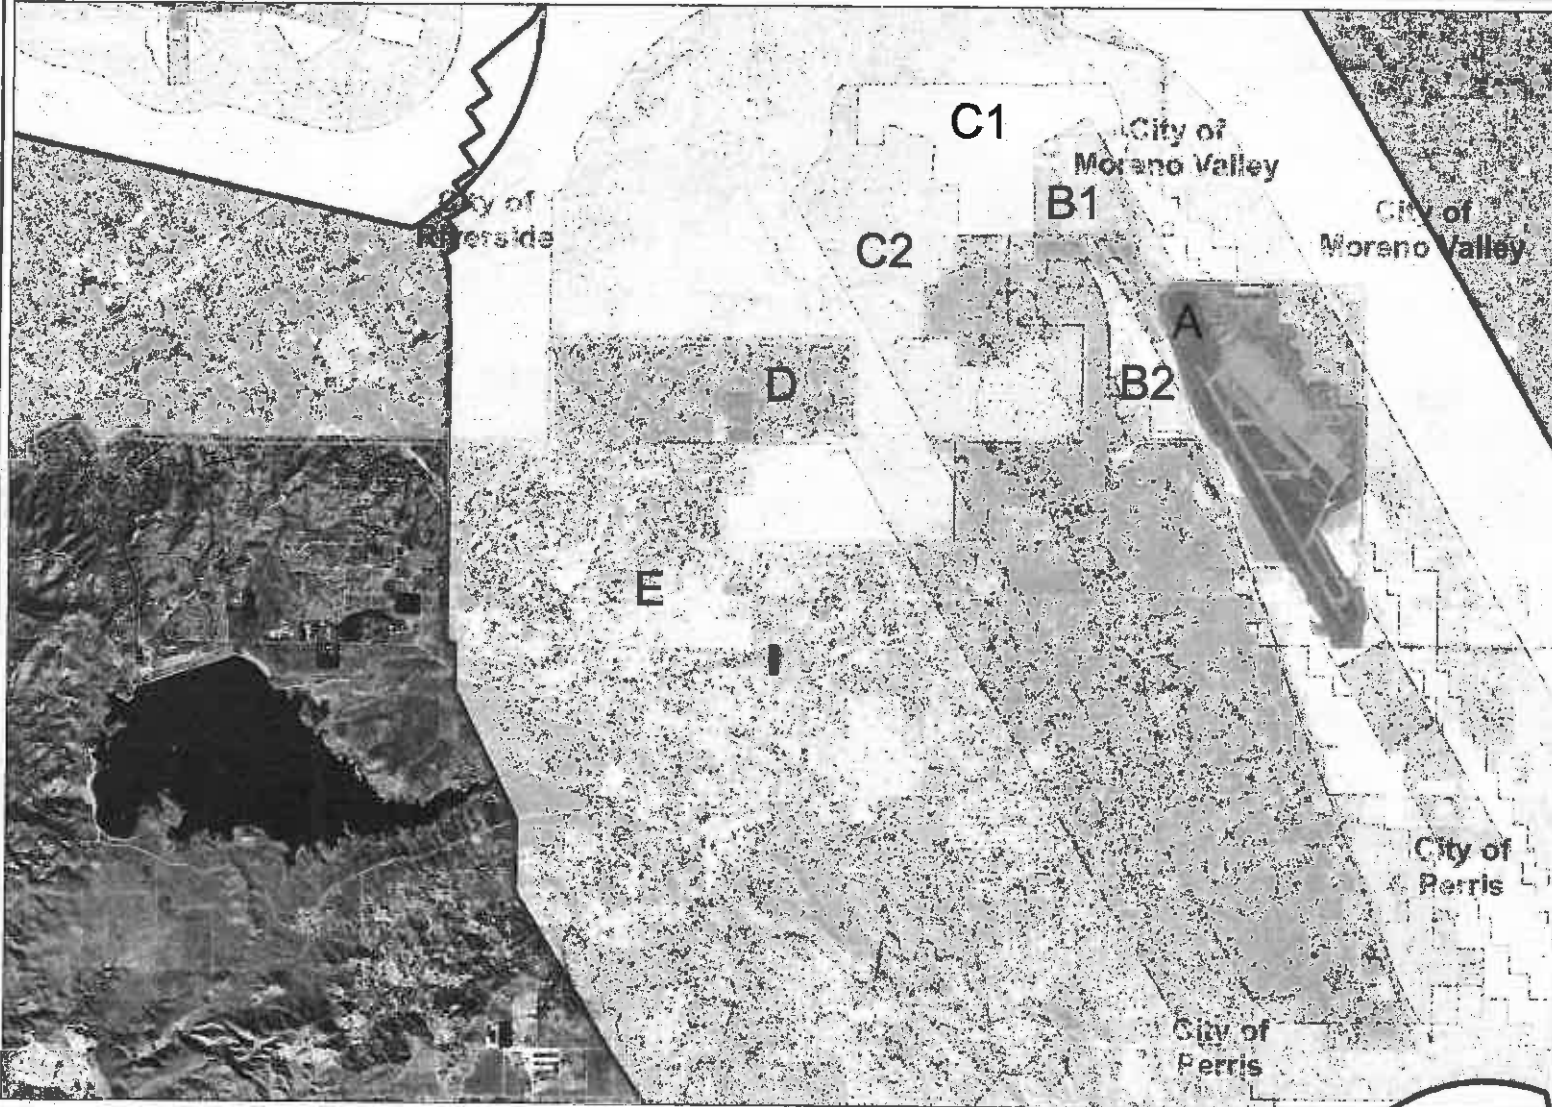 C1
City of
Moreno Valley
B1
City of
Riverside
City of
Moreno Valley
C2
A
D
B2
E
City of
Perris
City of
Perris